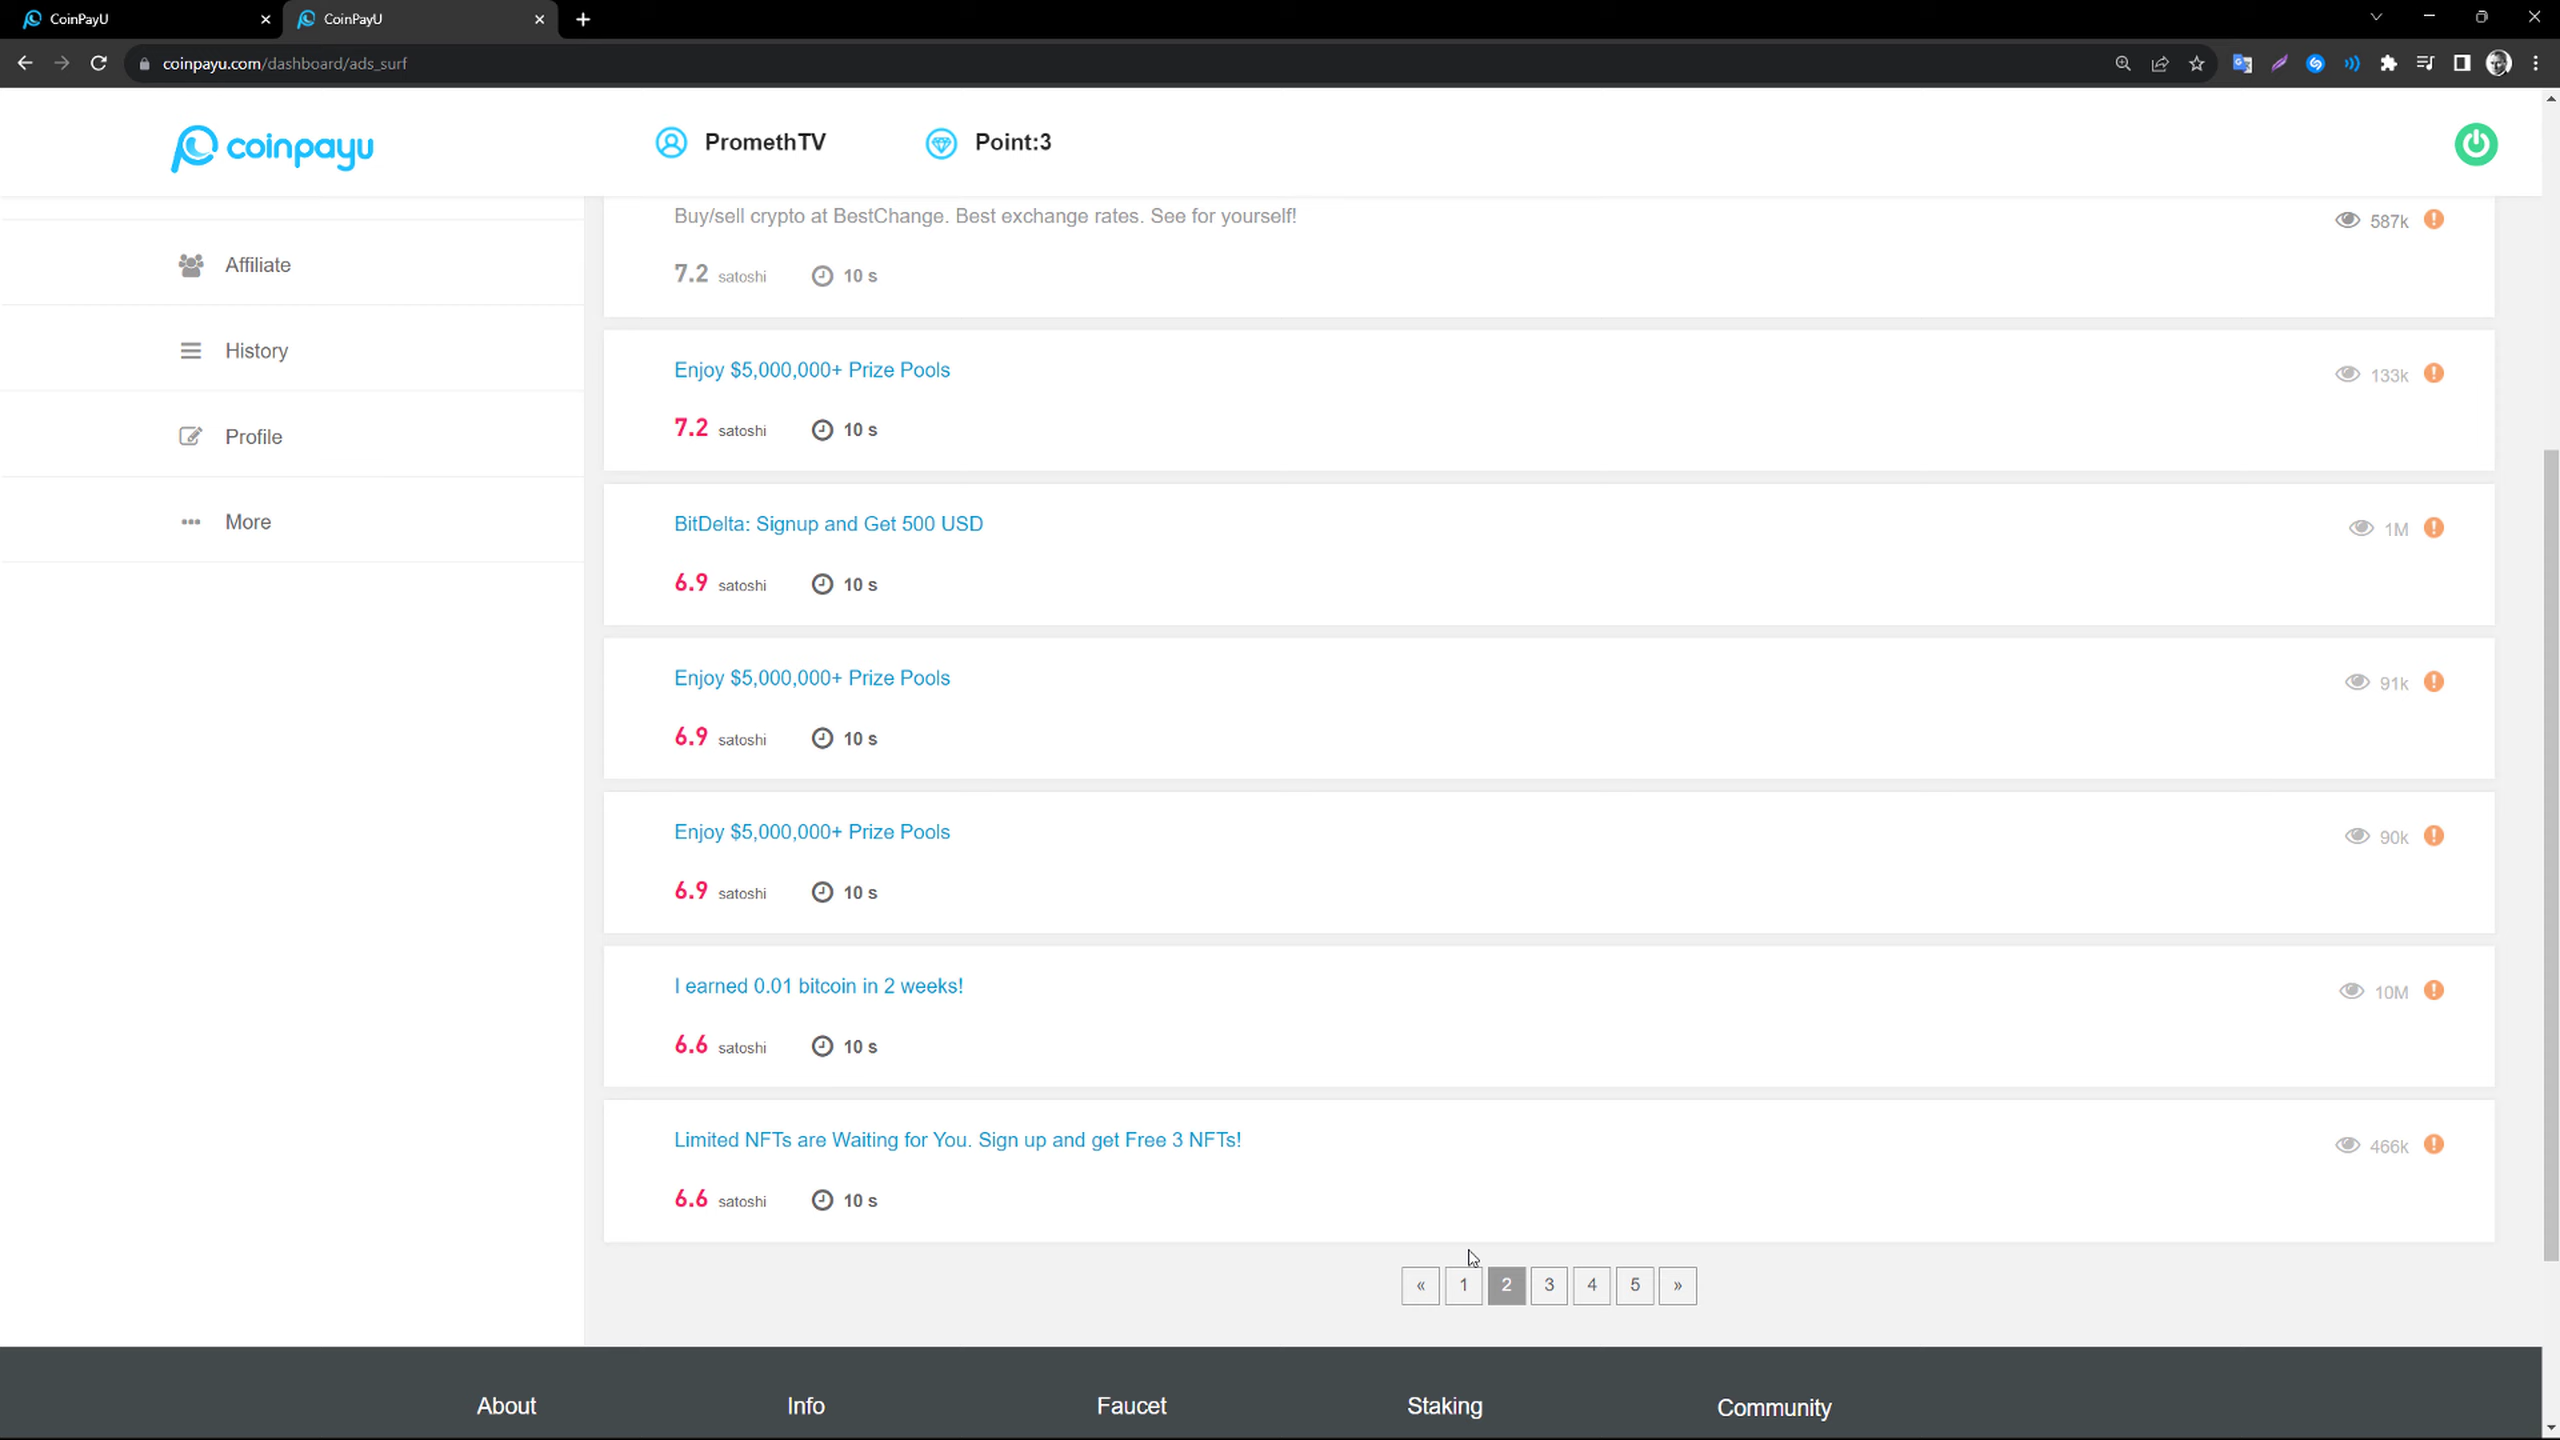 CoinPayU
CoinPayU
coinpayu.com/dashboard/ads_surf
coinpayu
PromethTV
Point:3
Affiliate
History
Profile
More
Buy/sell crypto at BestChange. Best exchange rates. See for yourself!
587k
7.2 satoshi 10 s
Enjoy $5,000,000+ Prize Pools
133k
7.2 satoshi 10 s
BitDelta: Signup and Get 500 USD
1M
6.9 satoshi 10 s
Enjoy $5,000,000+ Prize Pools
91k
6.9 satoshi 10 s
Enjoy $5,000,000+ Prize Pools
90k
6.9 satoshi 10 s
I earned 0.01 bitcoin in 2 weeks!
10M
6.6 satoshi 10 s
Limited NFTs are Waiting for You. Sign up and get Free 3 NFTs!
466k
6.6 satoshi 10 s
« 1 2 3 4 5 »
About Info Faucet Staking Community